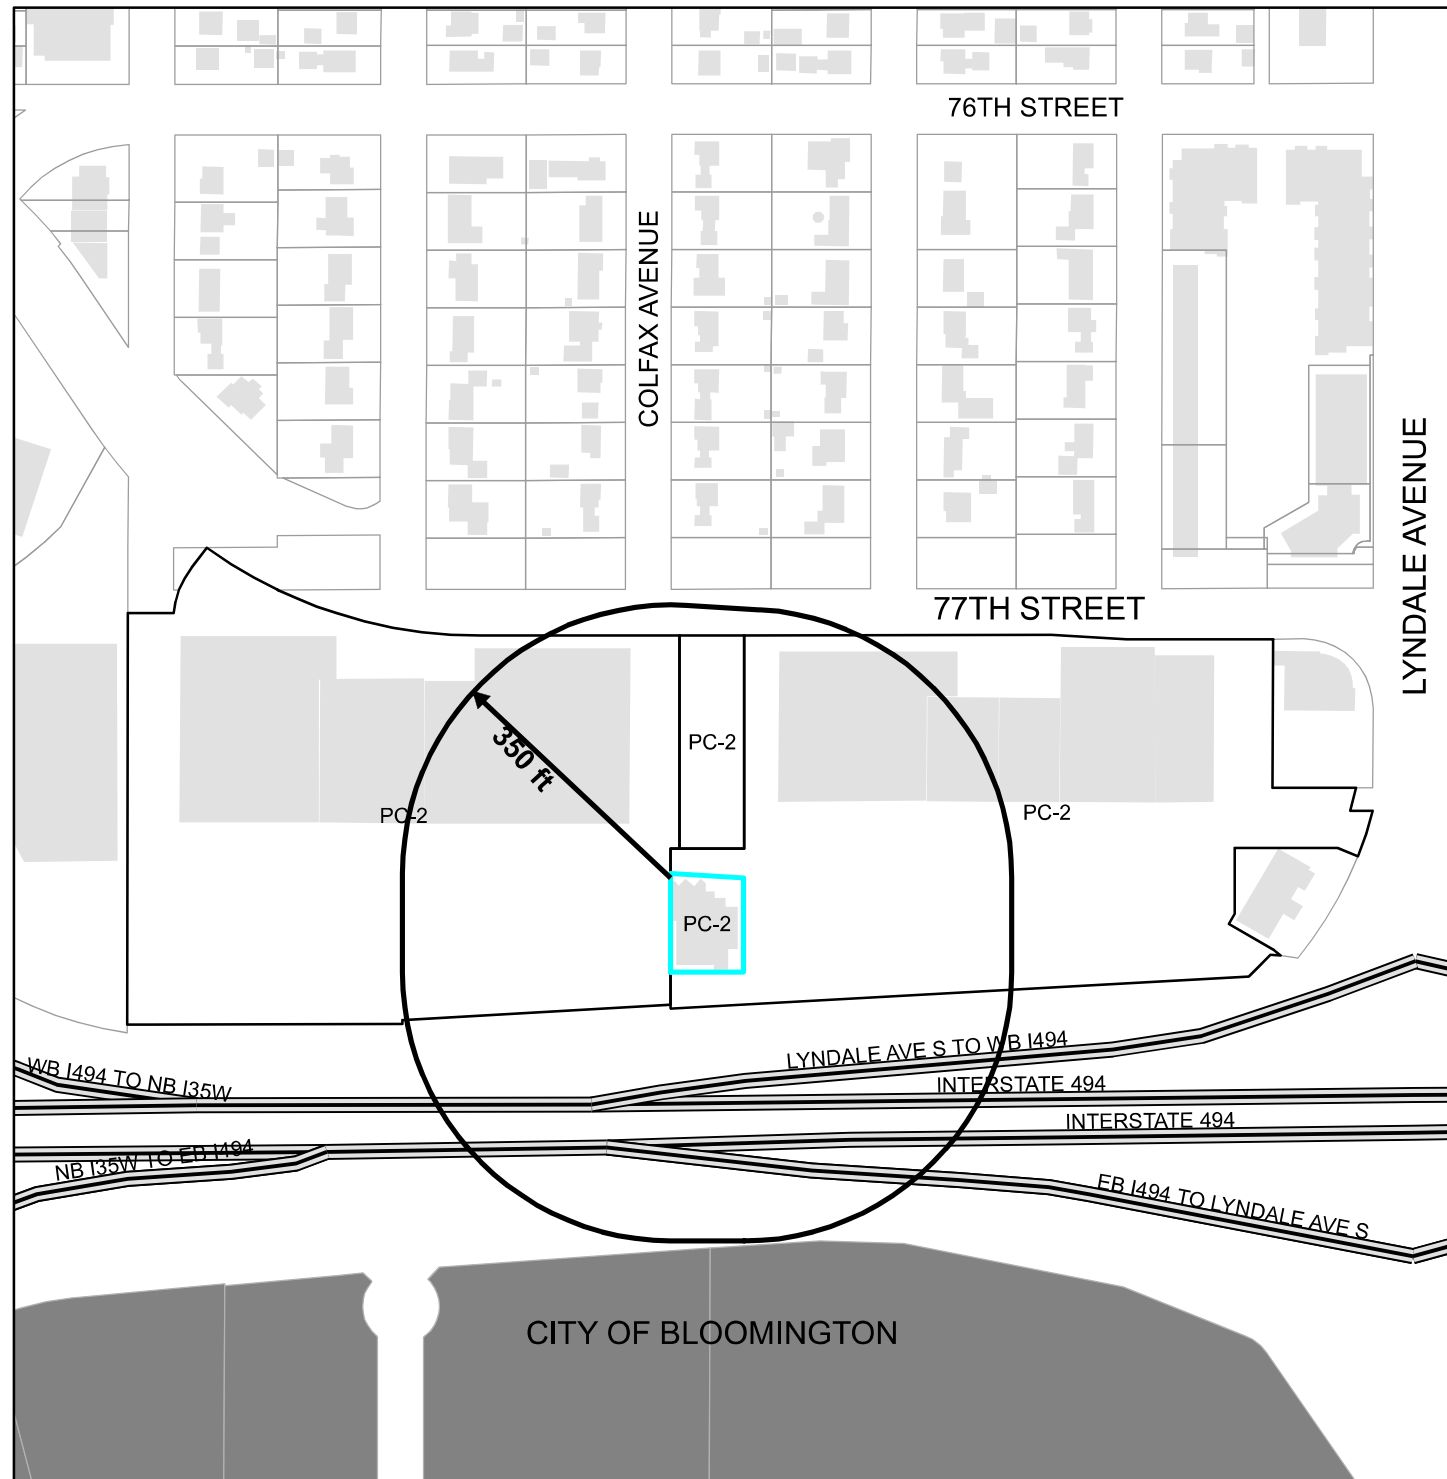 76TH STREET
COLFAX AVENUE
LYNDALE AVENUE
77TH STREET
350 ft
PC-2
PC-2
PC-2
PC-2
LYNDALE AVE S TO WB I494
WB I494 TO NB I35W
INTERSTATE 494
INTERSTATE 494
NB I35W TO EB I494
EB I494 TO LYNDALE AVE S
CITY OF BLOOMINGTON